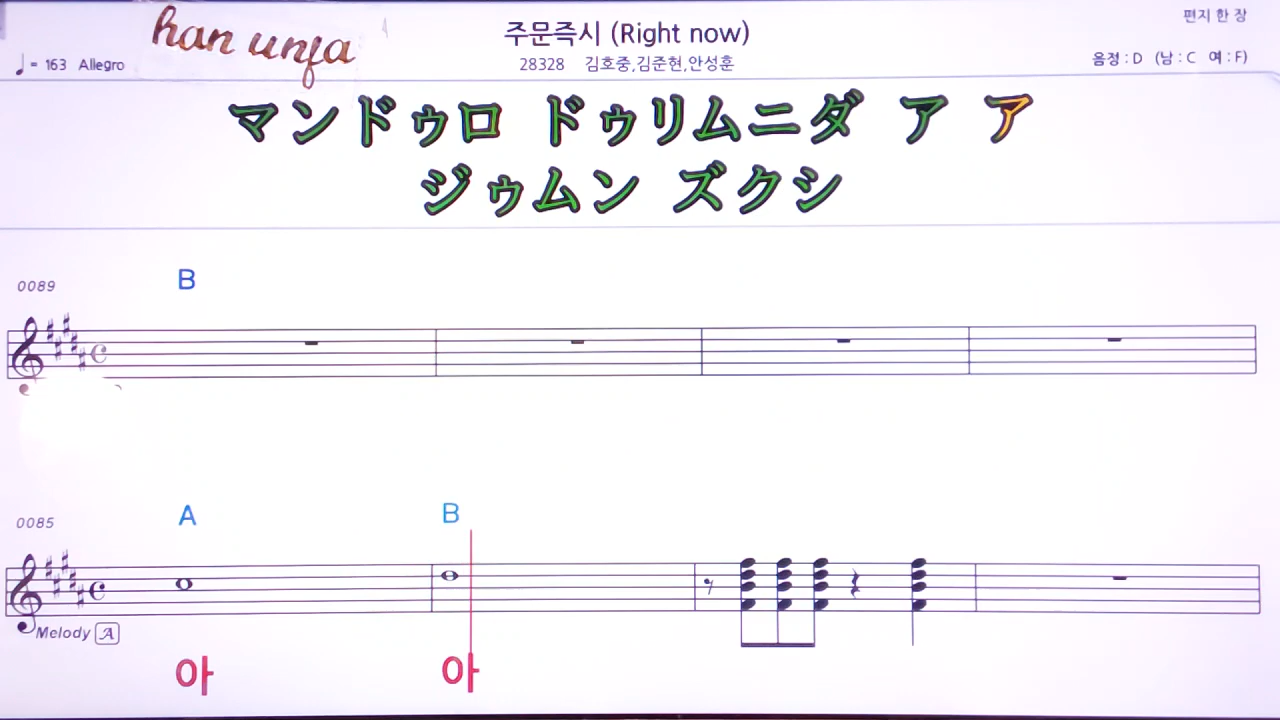 편지 한 장
han unfa
주문즉시 (Right now)
♩= 163 Allegro
28328 김호중,김준현,안성훈
음정 : D (남 : C 여 : F)
マンドゥロ ドゥリムニダ ア ア
ジゥムン ズクシ
0089
B
0085
A B
Melody A
아 아